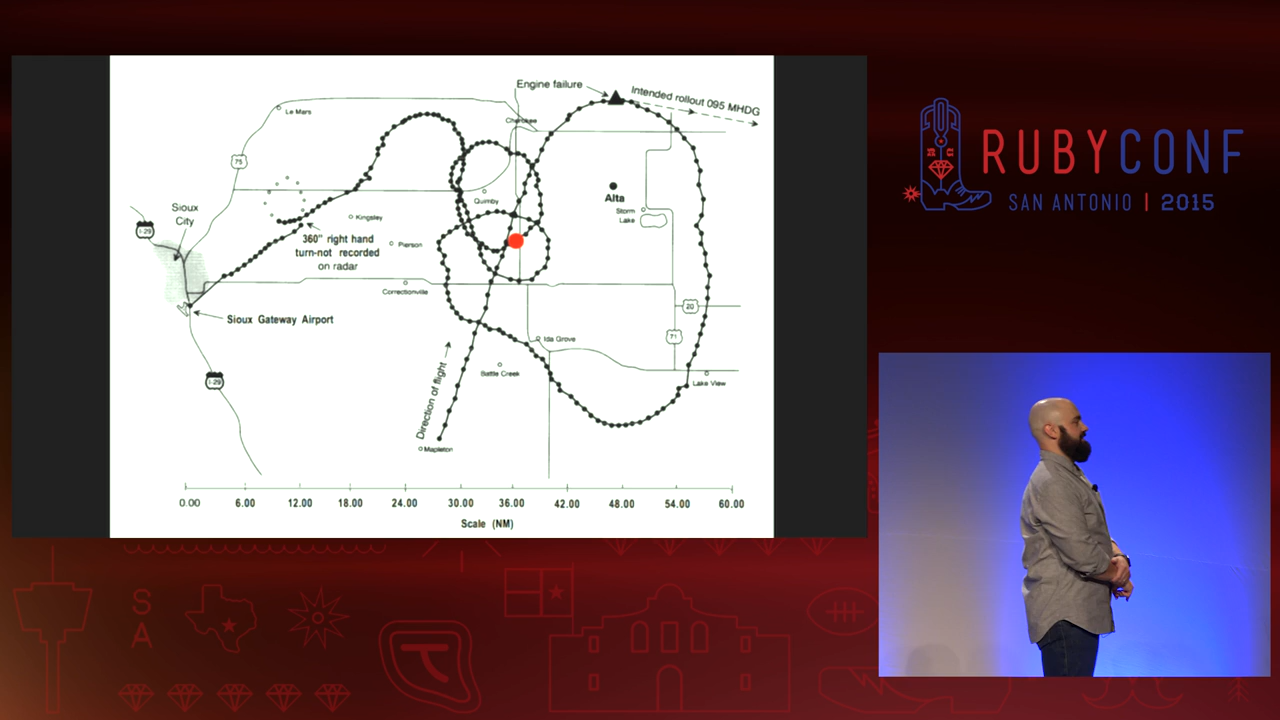 Engine failure
Intended rollout 095 MHDG
Le Mars
Cherokee
75
Alta
Sioux
City
Quimby
Storm
Lake
I-29
Kingsley
360° right hand
turn-not recorded
on radar
Pierson
Correctionville
20
Sioux Gateway Airport
71
Ida Grove
I-29
Direction of flight
Battle Creek
Lake View
Mapleton
0.00 6.00 12.00 18.00 24.00 30.00 36.00 42.00 48.00 54.00 60.00
Scale (NM)
RUBYCONF
SAN ANTONIO | 2015
S
A